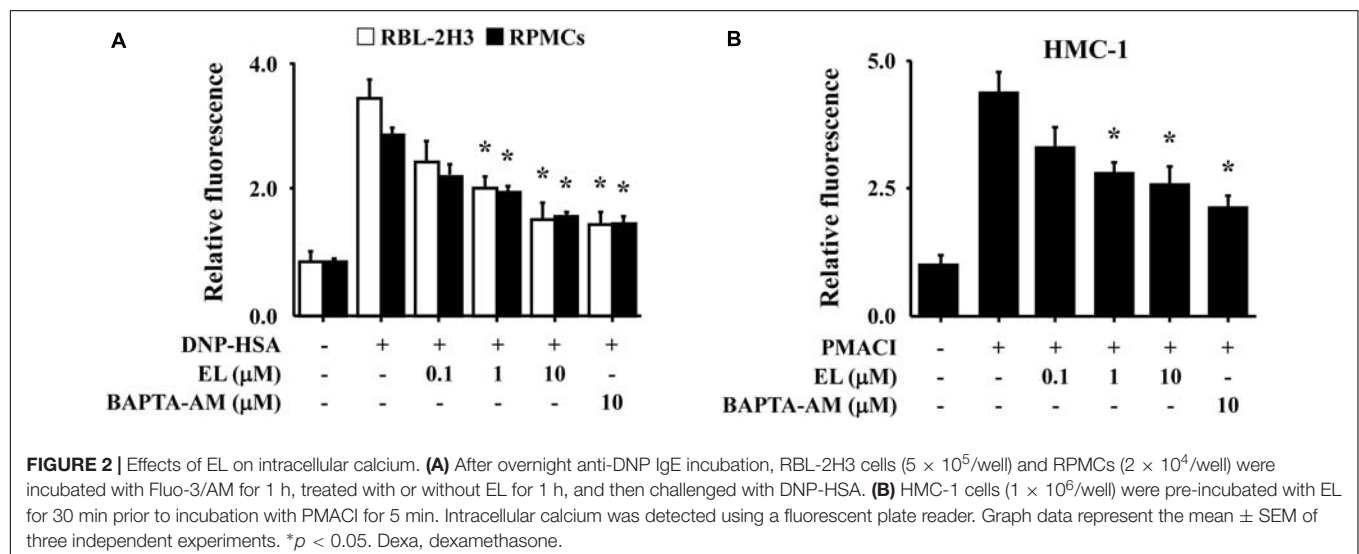 A
RBL-2H3 RPMCs
Relative fluorescence
4.0
2.0
0.0
* * * * * *
DNP-HSA - + + + + +
EL (μM) - - 0.1 1 10 -
BAPTA-AM (μM) - - - - - 10
B
HMC-1
Relative fluorescence
5.0
2.5
0.0
* * *
PMACI - + + + + +
EL (μM) - - 0.1 1 10 -
BAPTA-AM (μM) - - - - - 10
FIGURE 2 | Effects of EL on intracellular calcium. (A) After overnight anti-DNP IgE incubation, RBL-2H3 cells (5 × 10⁵/well) and RPMCs (2 × 10⁴/well) were
incubated with Fluo-3/AM for 1 h, treated with or without EL for 1 h, and then challenged with DNP-HSA. (B) HMC-1 cells (1 × 10⁶/well) were pre-incubated with EL
for 30 min prior to incubation with PMACI for 5 min. Intracellular calcium was detected using a fluorescent plate reader. Graph data represent the mean ± SEM of
three independent experiments. *p < 0.05. Dexa, dexamethasone.